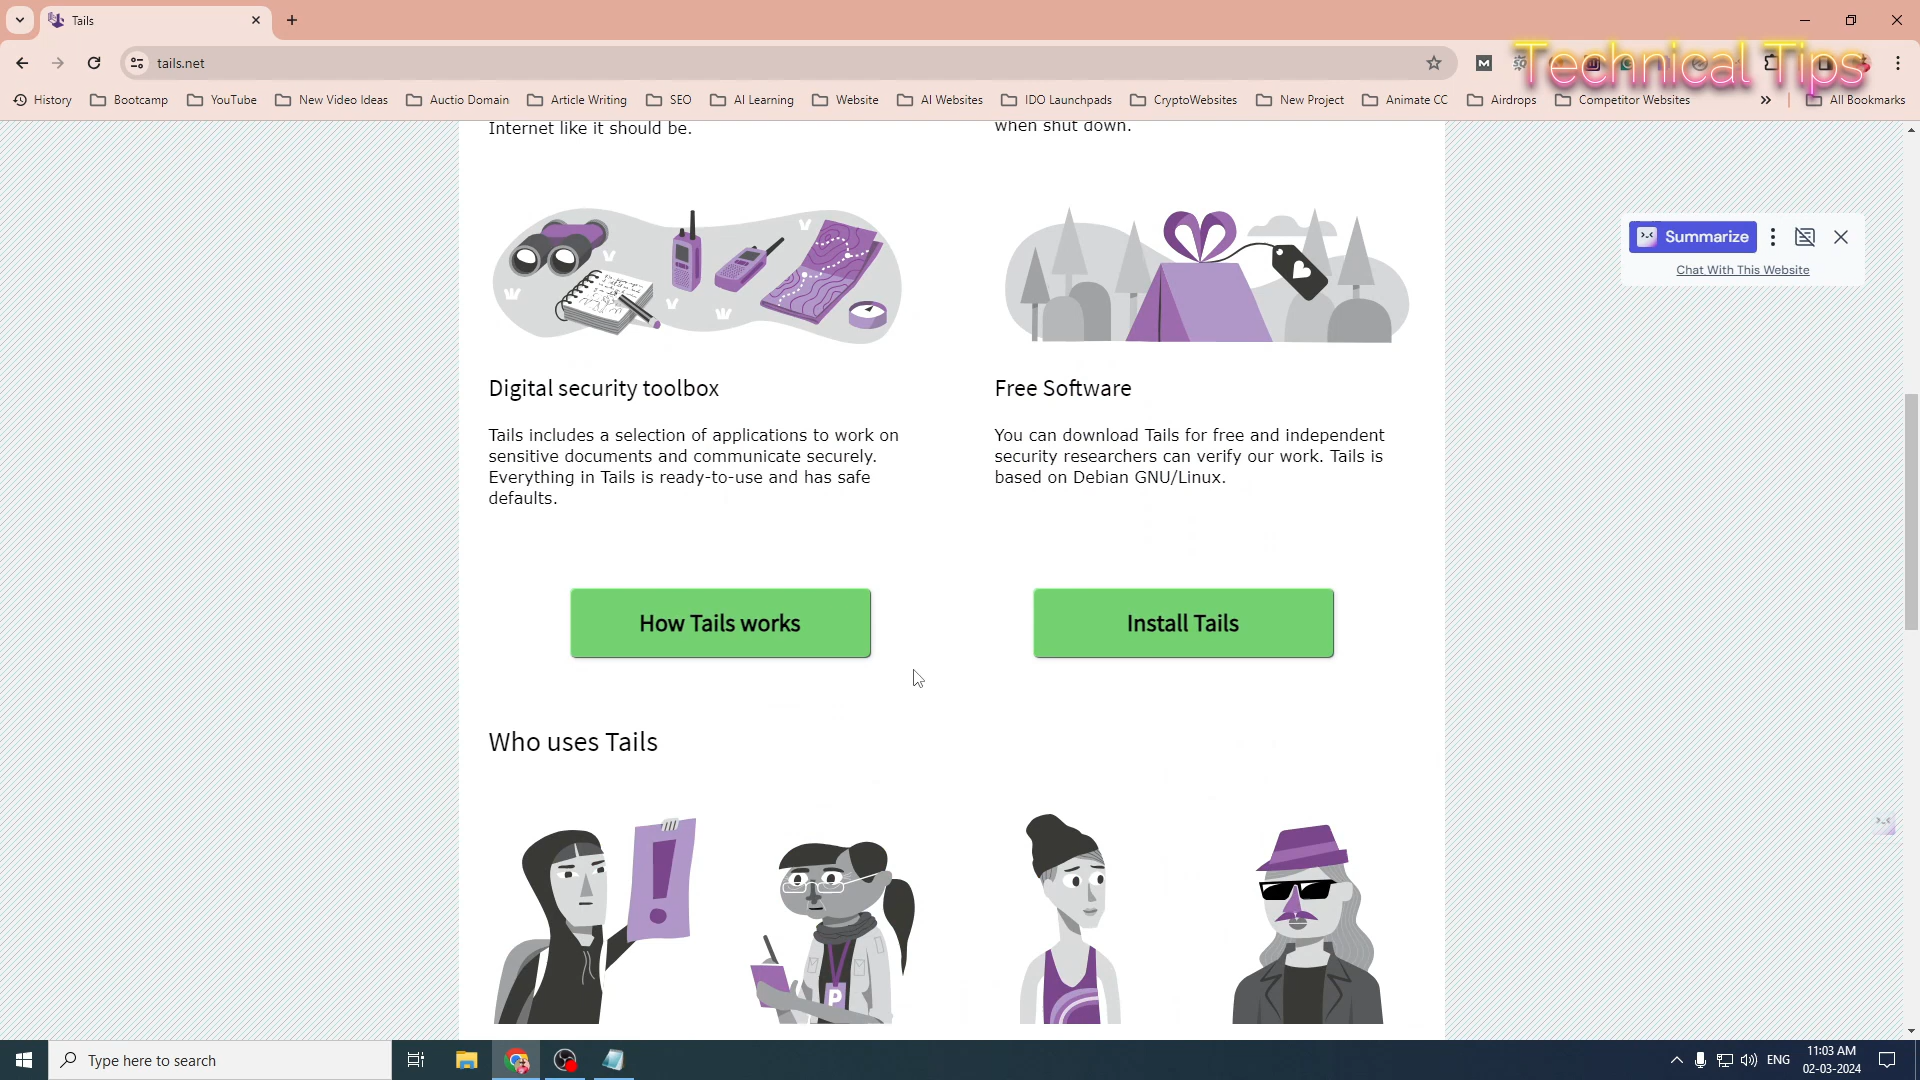 Tails
tails.net
Technical Tips
History
Bootcamp
YouTube
New Video Ideas
Auctio Domain
Article Writing
SEO
AI Learning
Website
AI Websites
IDO Launchpads
CryptoWebsites
New Project
Animate CC
Airdrops
Competitor Websites
»
All Bookmarks
Internet like it should be.
when shut down.
Summarize
Chat With This Website
Digital security toolbox
Tails includes a selection of applications to work on
sensitive documents and communicate securely.
Everything in Tails is ready-to-use and has safe
defaults.
Free Software
You can download Tails for free and independent
security researchers can verify our work. Tails is
based on Debian GNU/Linux.
How Tails works
Install Tails
Who uses Tails
!
P
Type here to search
ENG
11:03 AM
02-03-2024